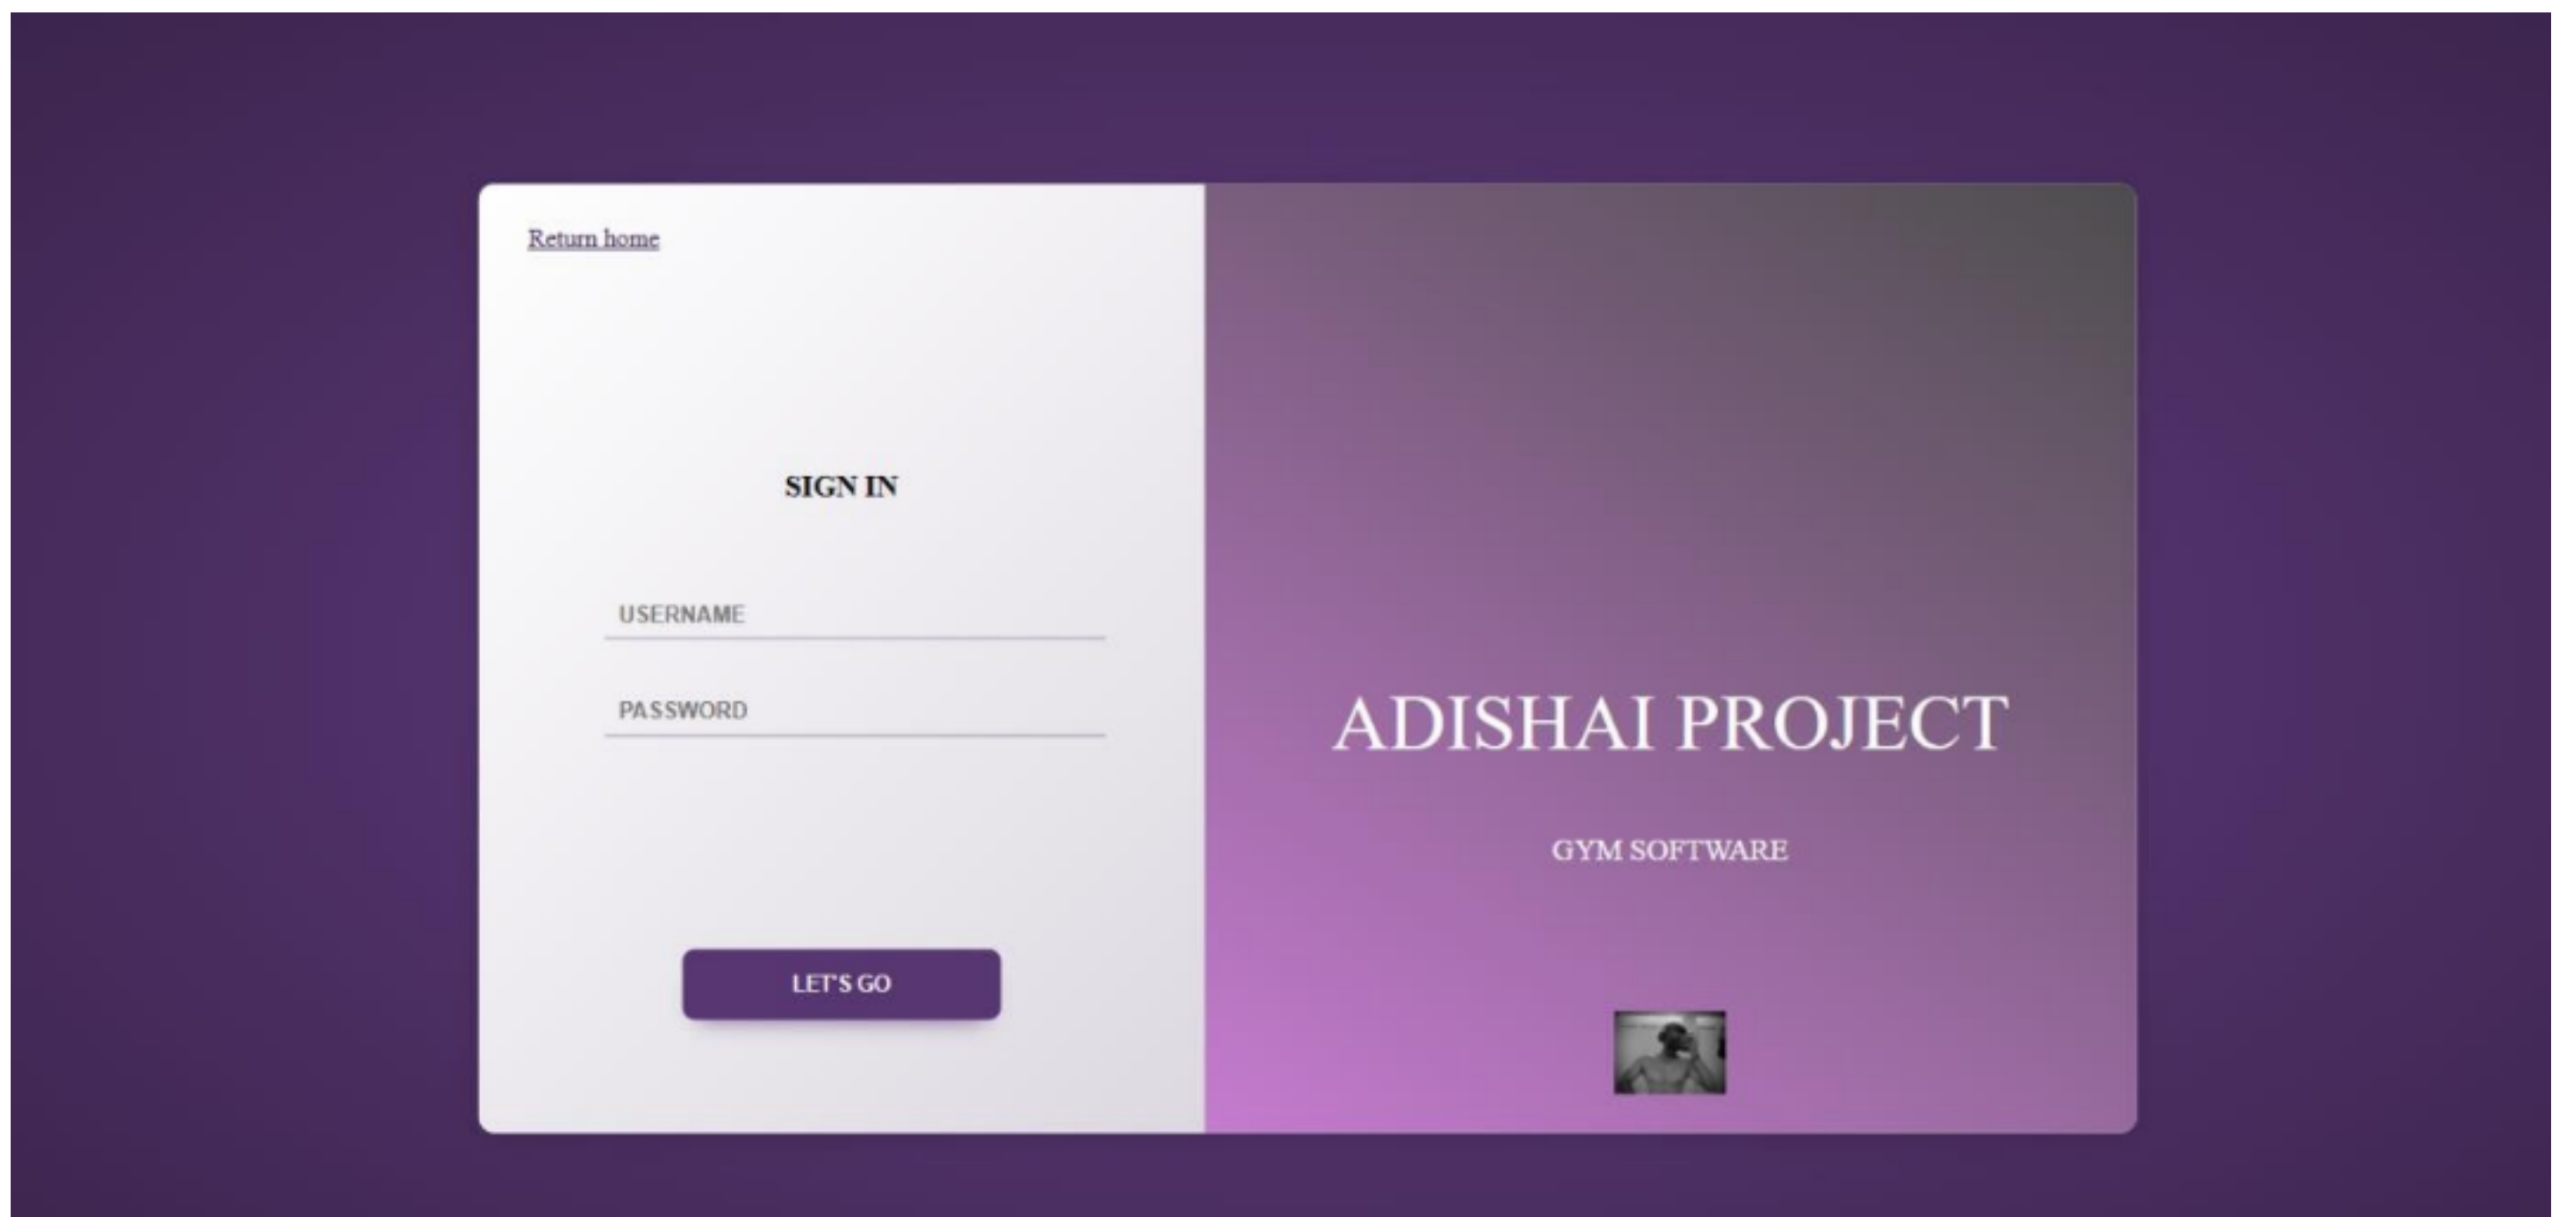 Return home
SIGN IN
USERNAME
PASSWORD
LET'S GO
ADISHAI PROJECT
GYM SOFTWARE